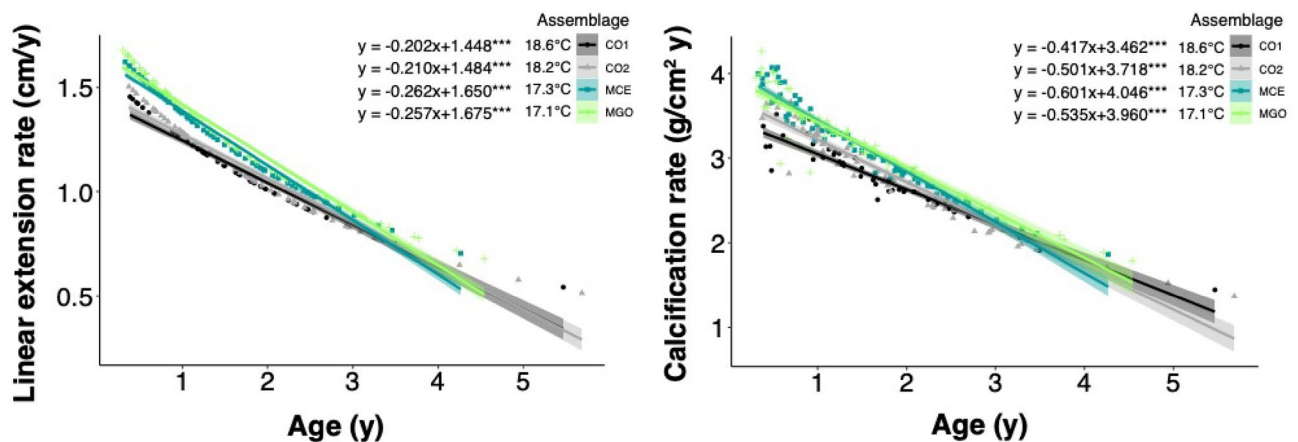 Assemblage
y = -0.202x+1.448*** 18.6°C CO1
y = -0.210x+1.484*** 18.2°C CO2
y = -0.262x+1.650*** 17.3°C MCE
y = -0.257x+1.675*** 17.1°C MGO
Linear extension rate (cm/y)
1.5
1.0
0.5
1 2 3 4 5
Age (y)
Assemblage
y = -0.417x+3.462*** 18.6°C CO1
y = -0.501x+3.718*** 18.2°C CO2
y = -0.601x+4.046*** 17.3°C MCE
y = -0.535x+3.960*** 17.1°C MGO
Calcification rate (g/cm² y)
4
3
2
1
1 2 3 4 5
Age (y)